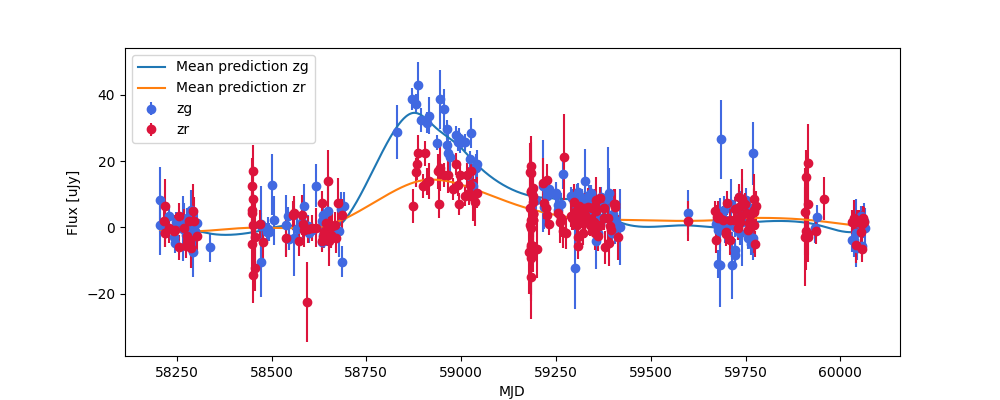 Mean prediction zg
Mean prediction zr
zg
zr
Flux [uJy]
40
20
0
−20
58250 58500 58750 59000 59250 59500 59750 60000
MJD